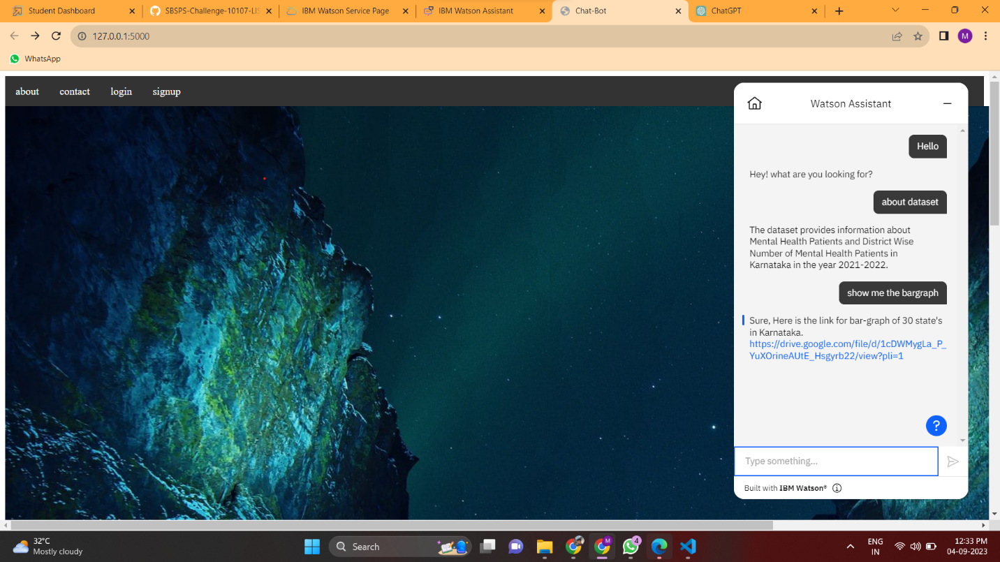 Student Dashboard
SBSPS-Challenge-10107-LIS
IBM Watson Service Page
IBM Watson Assistant
Chat-Bot
ChatGPT
127.0.0.1:5000
M
WhatsApp
about contact login signup
Watson Assistant
Hello
Hey! what are you looking for?
about dataset
The dataset provides information about
Mental Health Patients and District Wise
Number of Mental Health Patients in
Karnataka in the year 2021-2022.
show me the bargraph
Sure, Here is the link for bar-graph of 30 state's
in Karnataka.
https://drive.google.com/file/d/1cDWMygLa_P_
YuXOrineAUtE_Hsgyrb22/view?pli=1
?
Type something...
Built with IBM Watson®
32°C
Mostly cloudy
Search
M
4
ENG
IN
12:33 PM
04-09-2023